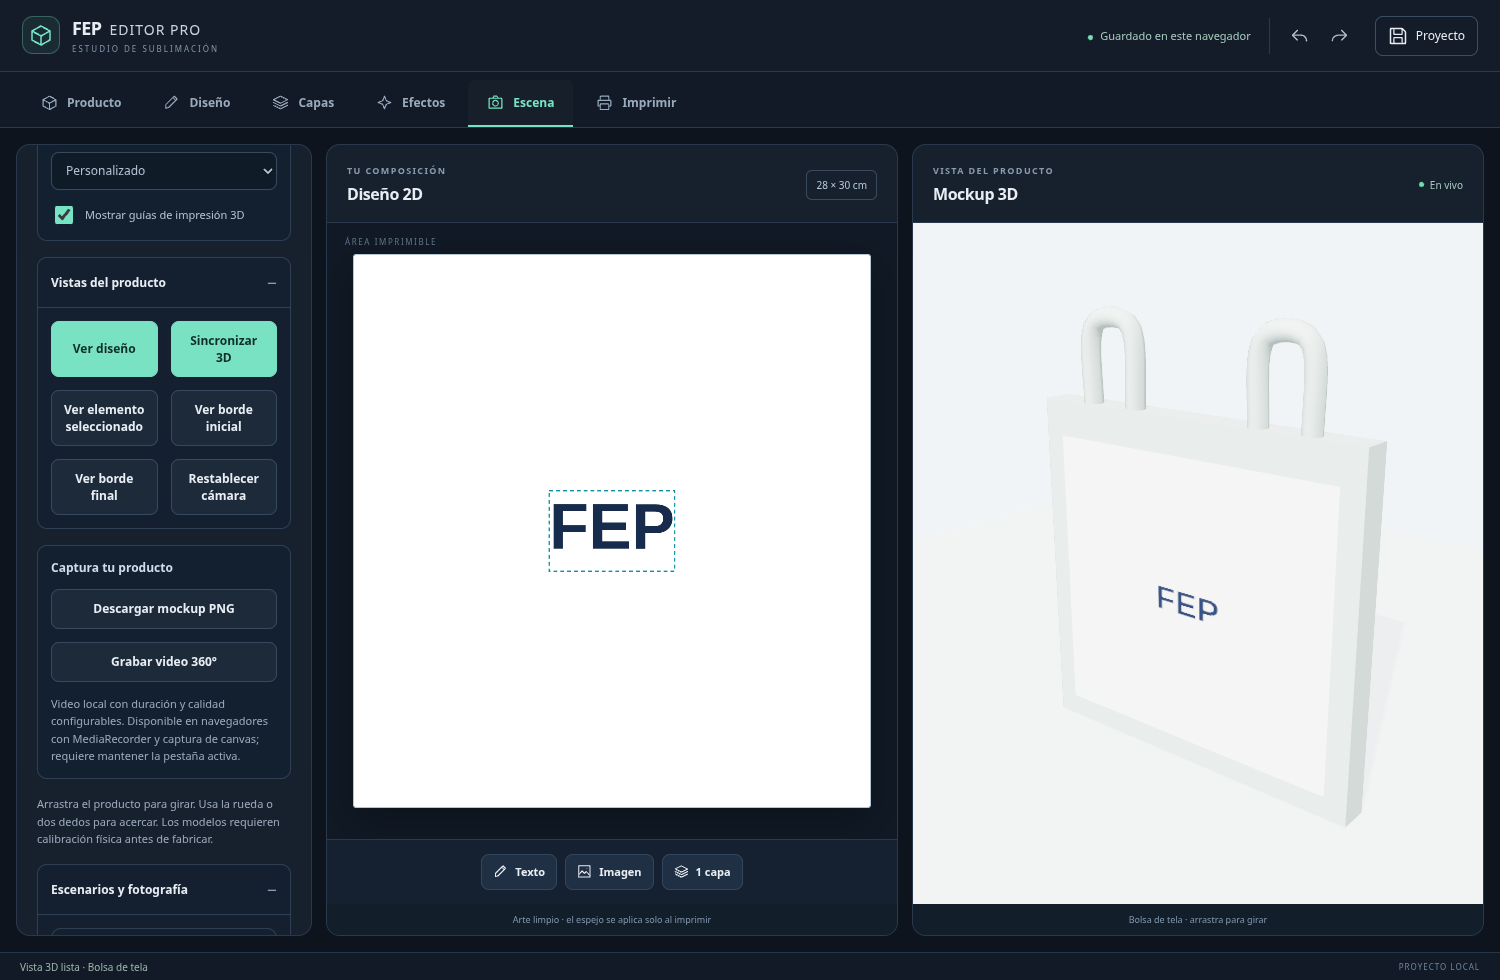 FEP EDITOR PRO
ESTUDIO DE SUBLIMACIÓN
Guardado en este navegador
Proyecto
Producto
Diseño
Capas
Efectos
Escena
Imprimir
Personalizado
Mostrar guías de impresión 3D
Vistas del producto
Ver diseño
Sincronizar
3D
Ver elemento
seleccionado
Ver borde
inicial
Ver borde
final
Restablecer
cámara
Captura tu producto
Descargar mockup PNG
Grabar video 360°
Video local con duración y calidad
configurables. Disponible en navegadores
con MediaRecorder y captura de canvas;
requiere mantener la pestaña activa.
Arrastra el producto para girar. Usa la rueda o
dos dedos para acercar. Los modelos requieren
calibración física antes de fabricar.
Escenarios y fotografía
TU COMPOSICIÓN
Diseño 2D
28 × 30 cm
ÁREA IMPRIMIBLE
FEP
Texto
Imagen
1 capa
Arte limpio · el espejo se aplica solo al imprimir
VISTA DEL PRODUCTO
Mockup 3D
En vivo
FEP
Bolsa de tela · arrastra para girar
Vista 3D lista · Bolsa de tela
PROYECTO LOCAL